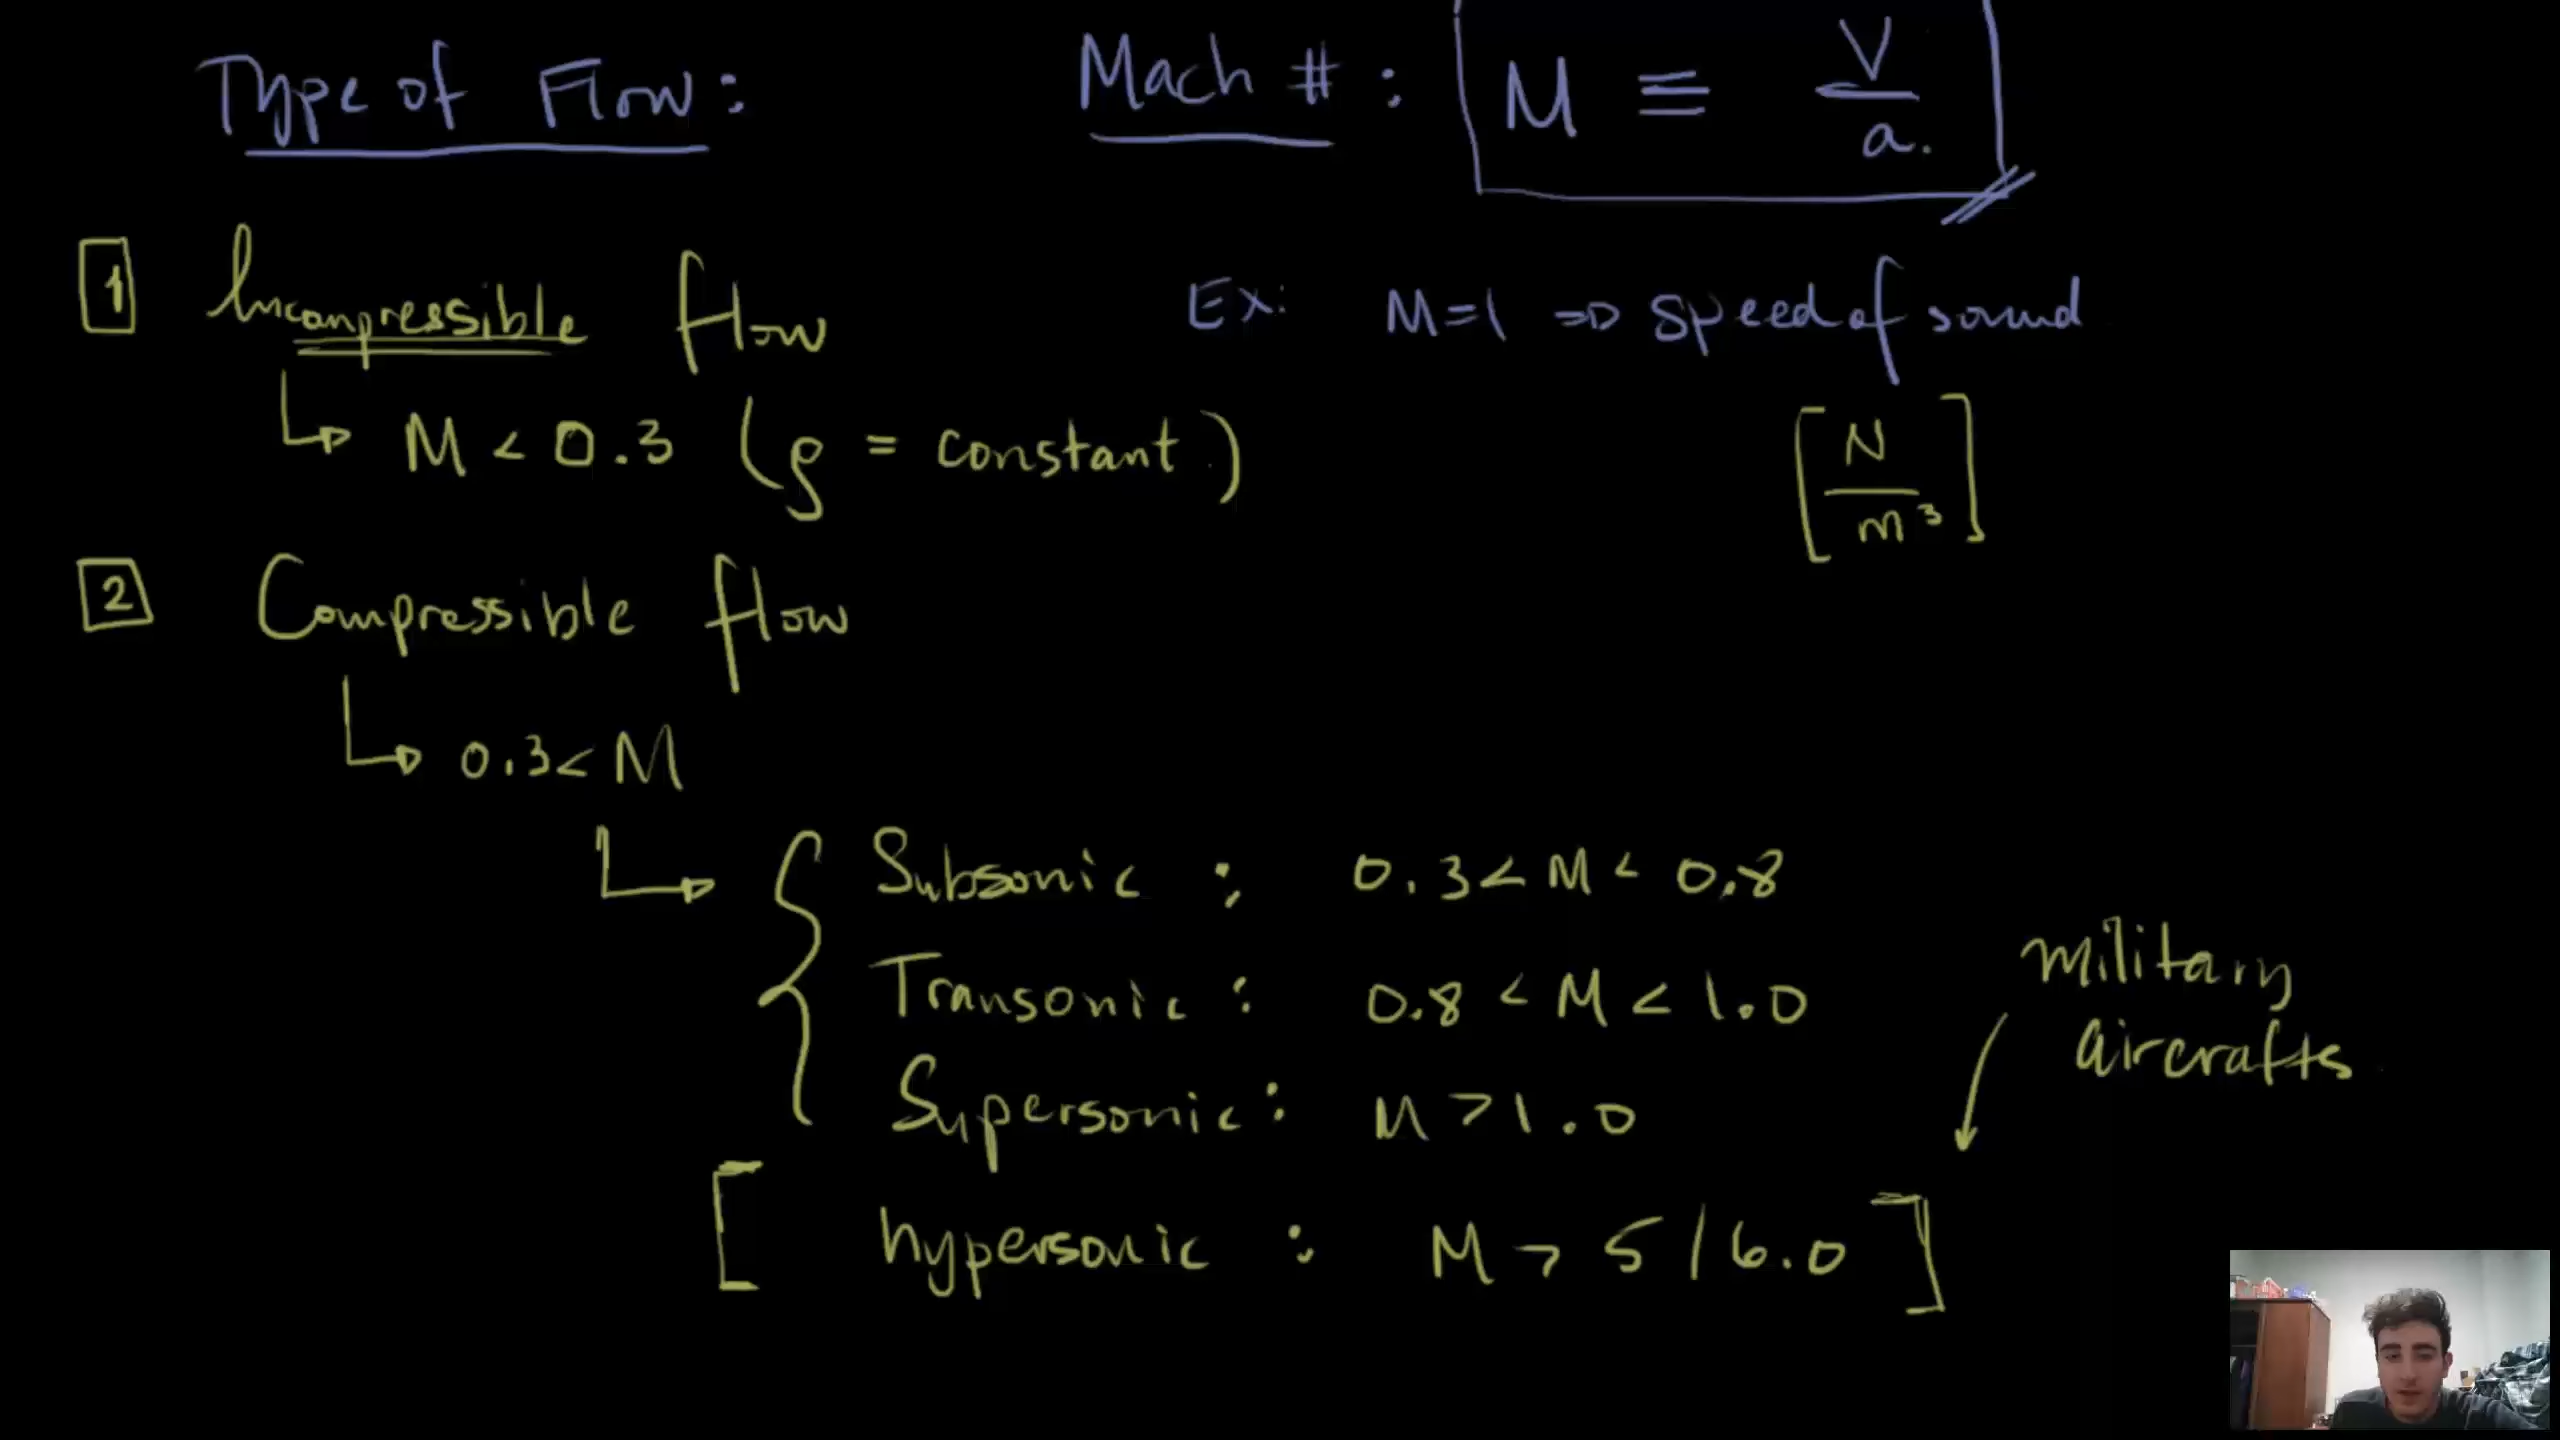 Type of Flow:
Mach # : M ≡ V/a.
1 Incompressible flow
Ex: M=1 ⇒ speed of sound
↳ M < 0.3 (ρ = constant.)
[N/m³]
2 Compressible flow
↳ 0.3 < M
↳ { Subsonic : 0.3 < M < 0.8
Transonic : 0.8 < M < 1.0
Supersonic : M > 1.0
[ hypersonic : M > 5 / 6.0 ]
military
aircrafts